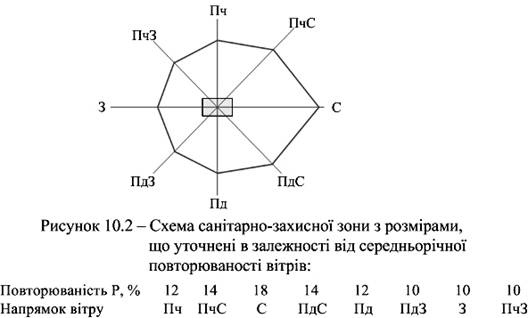 Пч
ПчЗ
ПчС
З
С
ПдЗ
ПдС
Пд
Рисунок 10.2 – Схема санітарно-захисної зони з розмірами,
що уточнені в залежності від середньорічної
повторюваності вітрів:
Повторюваність Р, % 12 14 18 14 12 10 10 10
Напрямок вітру Пч ПчС С ПдС Пд ПдЗ З ПчЗ